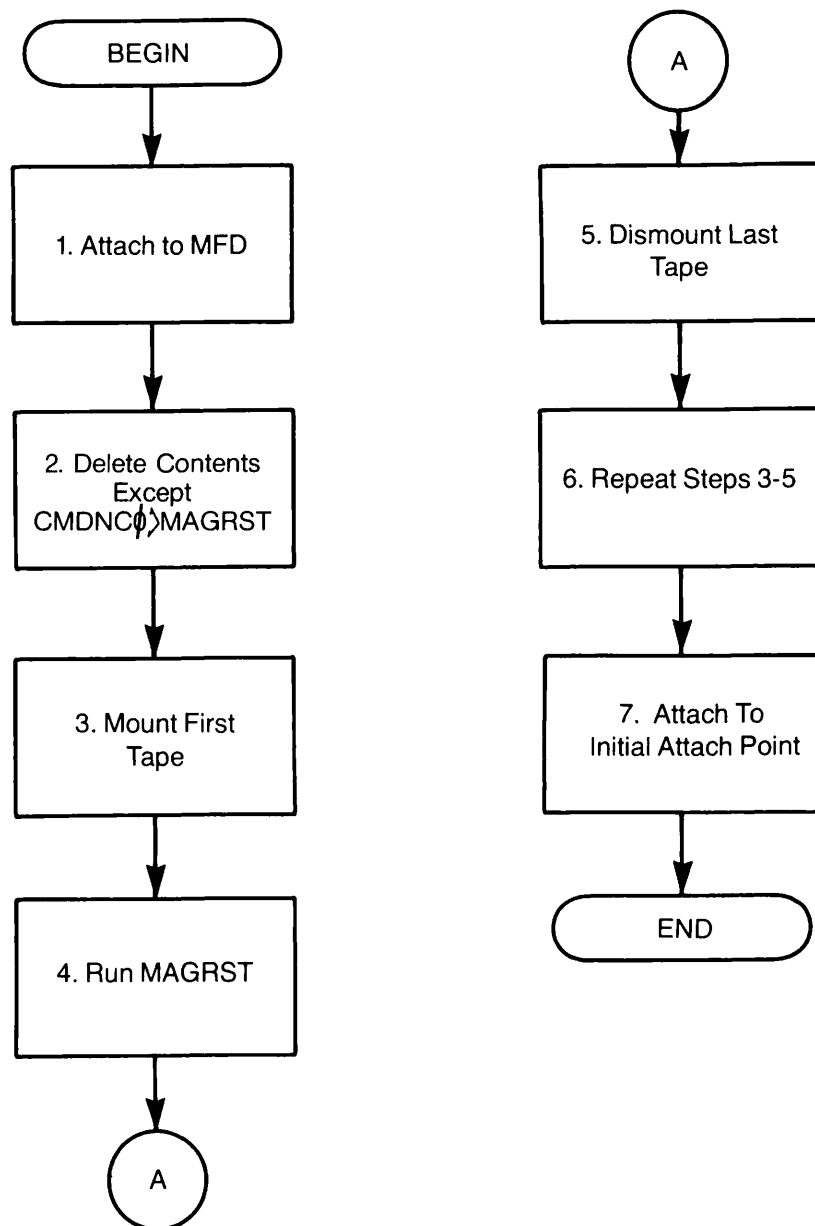 BEGIN
1. Attach to MFD
2. Delete Contents
Except
CMDNC0>MAGRST
3. Mount First
Tape
4. Run MAGRST
A
A
5. Dismount Last
Tape
6. Repeat Steps 3-5
7. Attach To
Initial Attach Point
END